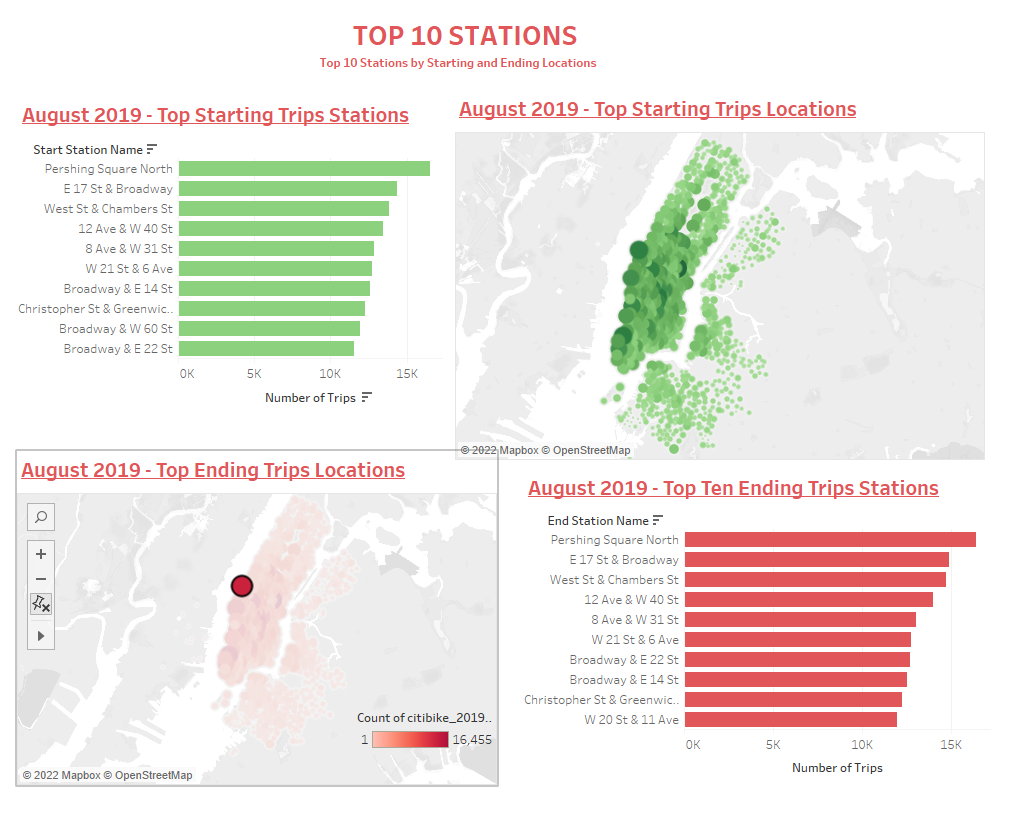 TOP 10 STATIONS
Top 10 Stations by Starting and Ending Locations
August 2019 - Top Starting Trips Stations
Start Station Name
Pershing Square North
E 17 St & Broadway
West St & Chambers St
12 Ave & W 40 St
8 Ave & W 31 St
W 21 St & 6 Ave
Broadway & E 14 St
Christopher St & Greenwic..
Broadway & W 60 St
Broadway & E 22 St
0K 5K 10K 15K
Number of Trips
August 2019 - Top Starting Trips Locations
© 2022 Mapbox © OpenStreetMap
August 2019 - Top Ending Trips Locations
Count of citibike_2019..
1 16,455
© 2022 Mapbox © OpenStreetMap
August 2019 - Top Ten Ending Trips Stations
End Station Name
Pershing Square North
E 17 St & Broadway
West St & Chambers St
12 Ave & W 40 St
8 Ave & W 31 St
W 21 St & 6 Ave
Broadway & E 22 St
Broadway & E 14 St
Christopher St & Greenwic..
W 20 St & 11 Ave
0K 5K 10K 15K
Number of Trips